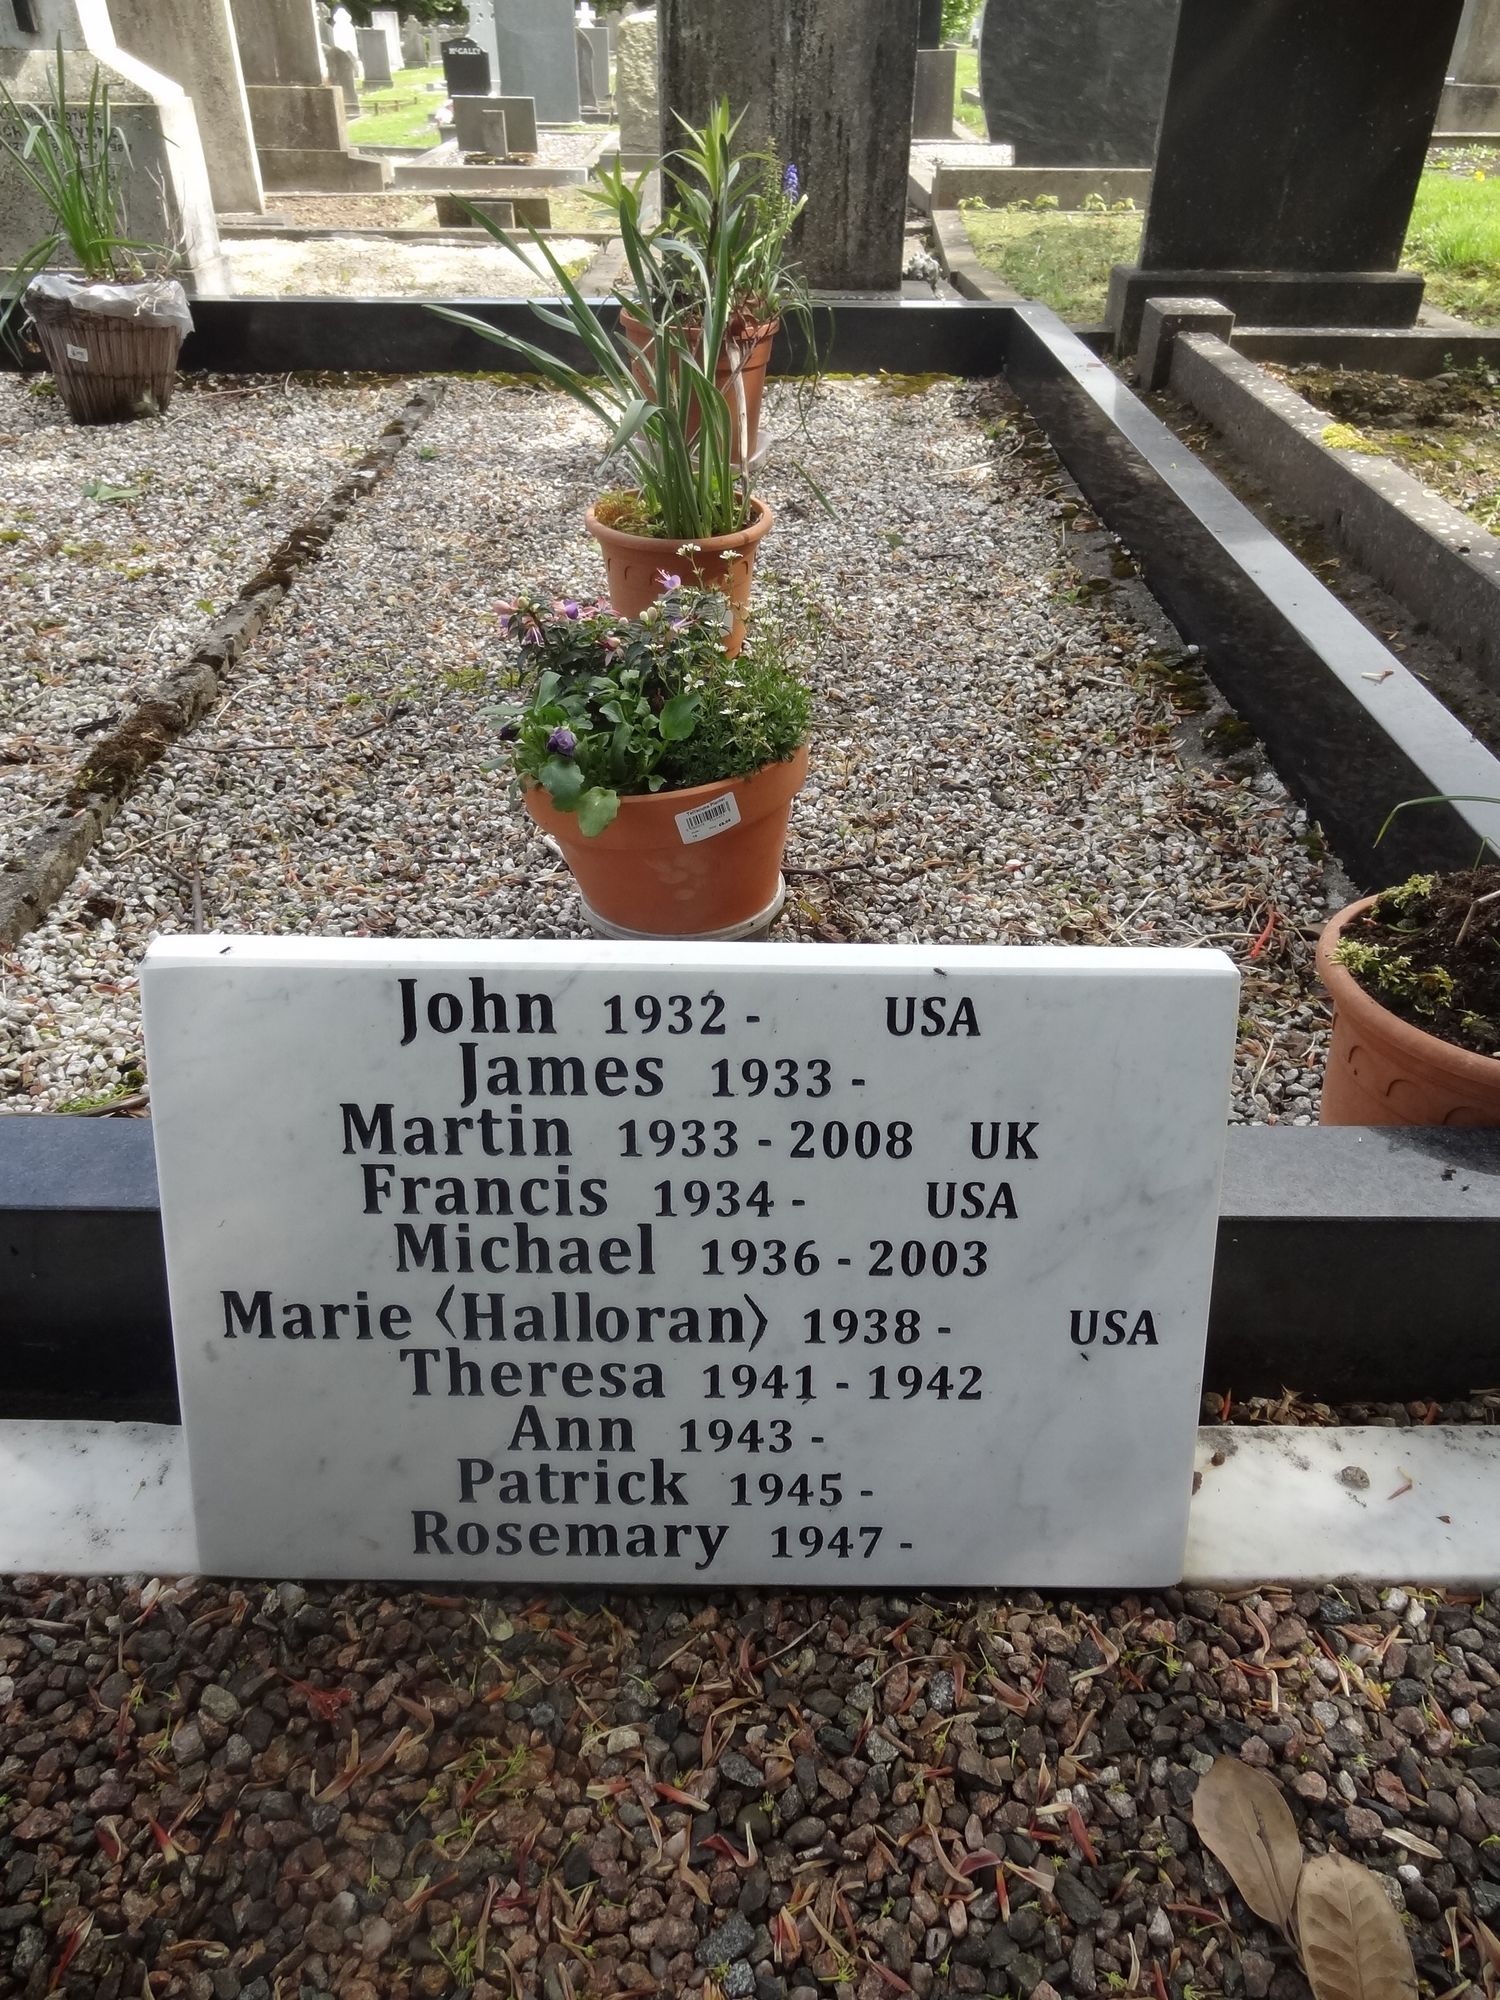 McGALEY
John 1932 - USA
James 1933 -
Martin 1933 - 2008 UK
Francis 1934 - USA
Michael 1936 - 2003
Marie (Halloran) 1938 - USA
Theresa 1941 - 1942
Ann 1943 -
Patrick 1945 -
Rosemary 1947 -